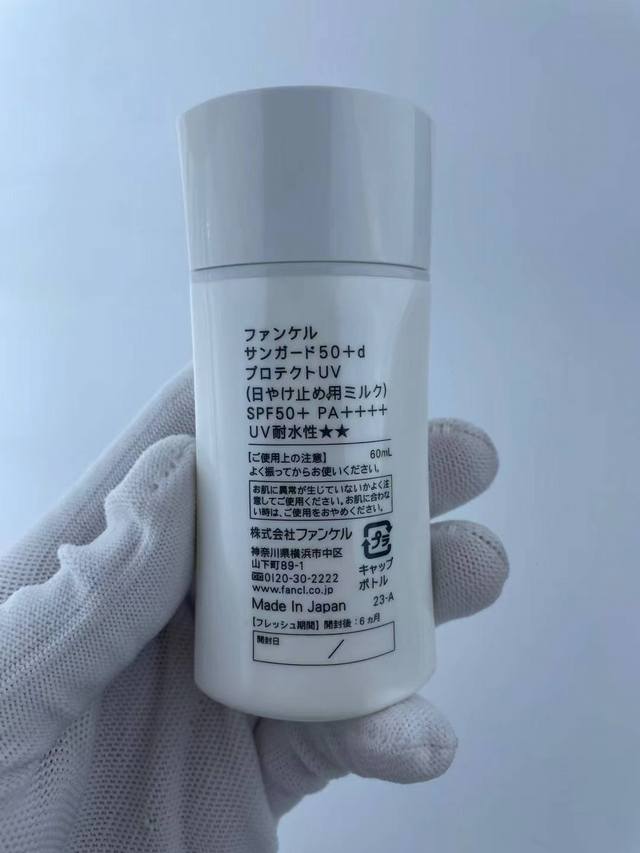 ファンケル
サンガード50+d
プロテクトUV
(日やけ止め用ミルク)
SPF50+ PA++++
UV耐水性★★
【ご使用上の注意】 60mL
よく振ってからお使いください。
お肌に異常が生じていないかよく注
意してご使用ください。お肌に合わな
い時は、ご使用をおやめください。
株式会社ファンケル
神奈川県横浜市中区
山下町89-1
0120-30-2222
www.fancl.co.jp
プラ
キャップ
ボトル
Made In Japan 23-A
【フレッシュ期間】開封後:6ヵ月
開封日 /